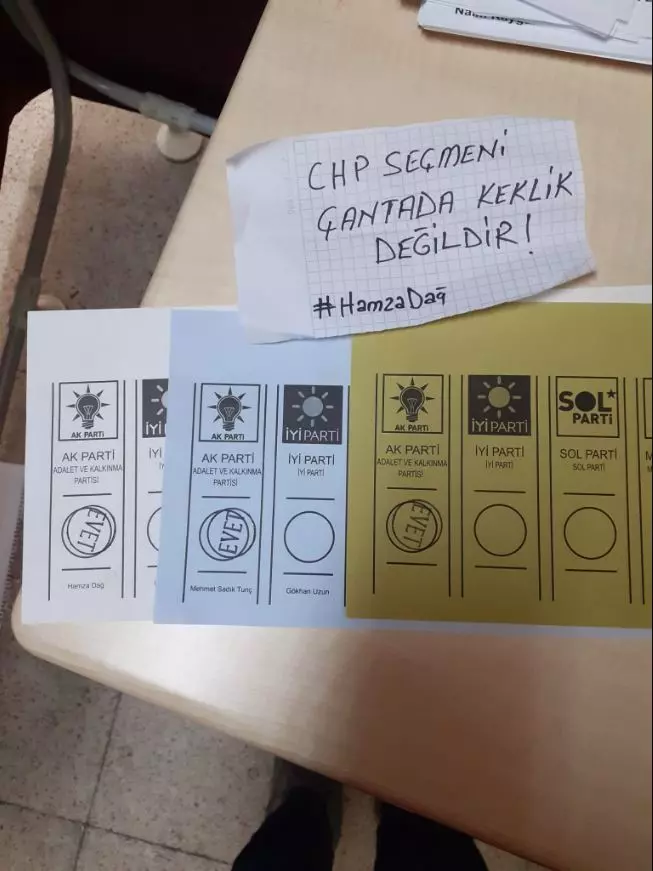 CHP SEÇMENİ
ÇANTADA KEKLİK
DEĞİLDİR!
#HamzaDağ
AK PARTİ
AK PARTİ
ADALET VE KALKINMA
PARTİSİ
EVET
Hamza Dağ
İYİ
AK PARTİ
AK PARTİ
ADALET VE KALKINMA
PARTİSİ
EVET
Mehmet Sadık Tunç
İYİ PARTİ
İYİ PARTİ
İYİ PARTİ
Gökhan Uzun
AK PARTİ
AK PARTİ
ADALET VE KALKINMA
PARTİSİ
EVET
İYİ PARTİ
İYİ PARTİ
İYİ PARTİ
SOL PARTİ
SOL PARTİ
SOL PARTİ